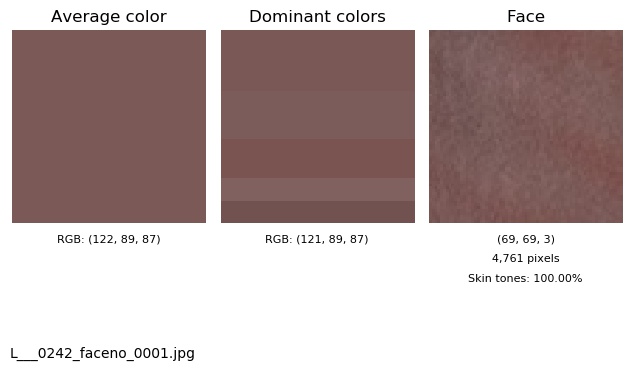 Average color
Dominant colors
Face
RGB: (122, 89, 87)
RGB: (121, 89, 87)
(69, 69, 3)
4,761 pixels
Skin tones: 100.00%
L___0242_faceno_0001.jpg